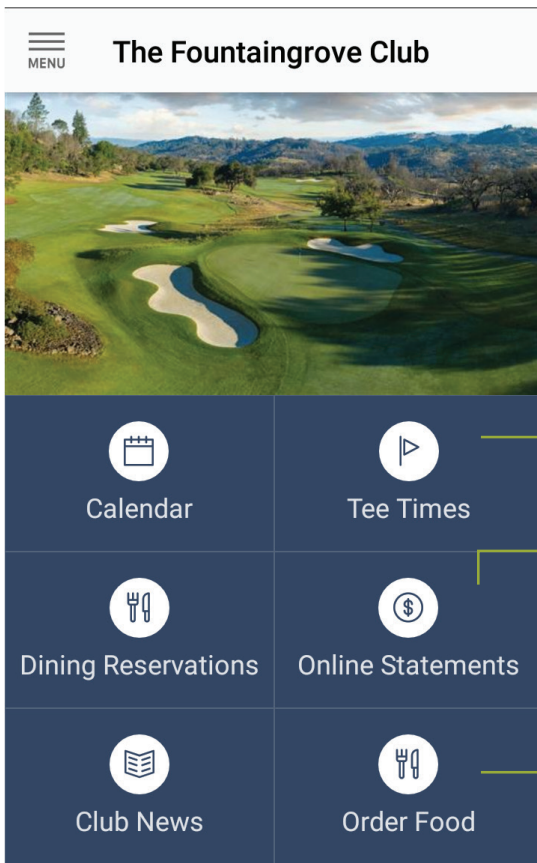 MENU
The Fountaingrove Club
Calendar
Tee Times
Dining Reservations
Online Statements
Club News
Order Food